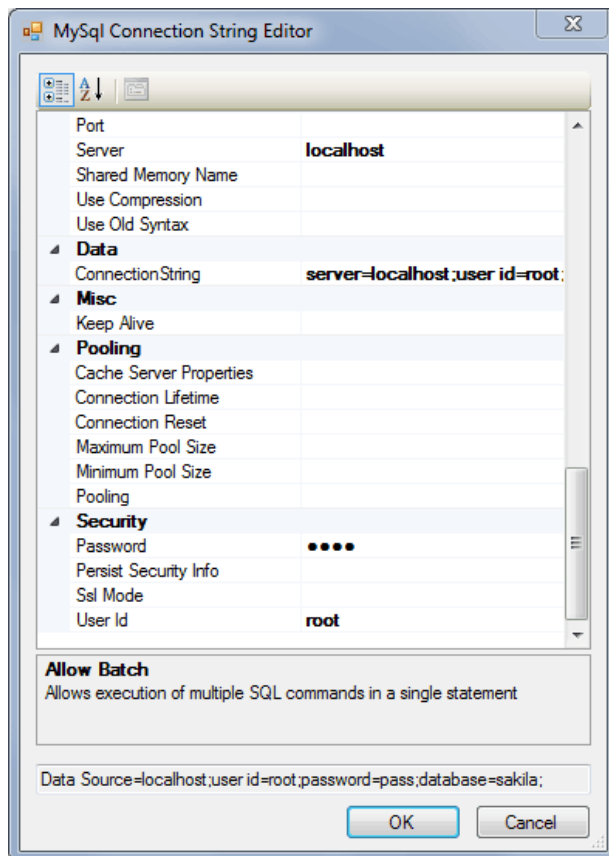 MySql Connection String Editor
Port
Server localhost
Shared Memory Name
Use Compression
Use Old Syntax
Data
ConnectionString server=localhost;user id=root;
Misc
Keep Alive
Pooling
Cache Server Properties
Connection Lifetime
Connection Reset
Maximum Pool Size
Minimum Pool Size
Pooling
Security
Password ●●●●
Persist Security Info
Ssl Mode
User Id root
Allow Batch
Allows execution of multiple SQL commands in a single statement
Data Source=localhost;user id=root;password=pass;database=sakila;
OK Cancel